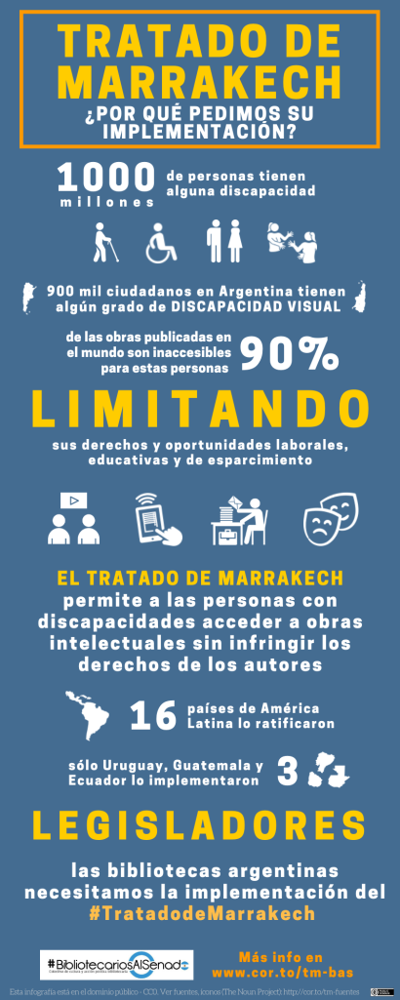 TRATADO DE
MARRAKECH
¿POR QUÉ PEDIMOS SU
IMPLEMENTACIÓN?
1000
millones
de personas tienen
alguna discapacidad
900 mil ciudadanos en Argentina tienen
algún grado de DISCAPACIDAD VISUAL
de las obras publicadas en
el mundo son inaccesibles
para estas personas
90%
LIMITANDO
sus derechos y oportunidades laborales,
educativas y de esparcimiento
EL TRATADO DE MARRAKECH
permite a las personas con
discapacidades acceder a obras
intelectuales sin infringir los
derechos de los autores
16
países de América
Latina lo ratificaron
sólo Uruguay, Guatemala y
Ecuador lo implementaron
3
LEGISLADORES
las bibliotecas argentinas
necesitamos la implementación del
#TratadodeMarrakech
#BibliotecariosAlSenado
Más info en
www.cor.to/tm-bas
Esta infografía está en el dominio público - CC0. Ver fuentes, íconos (The Noun Project): http://cor.to/tm-fuentes